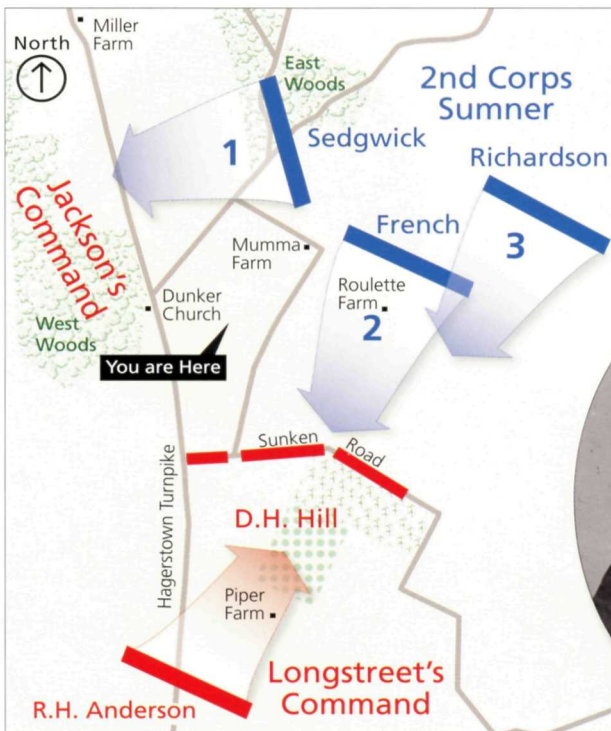 Miller
Farm
North
East
Woods
2nd Corps
Sumner
1
Sedgwick
Richardson
Jackson's
Command
French
3
Mumma
Farm
Roulette
Farm
2
Dunker
Church
West
Woods
You are Here
Sunken Road
Hagerstown Turnpike
D.H. Hill
Piper
Farm
Longstreet's
Command
R.H. Anderson